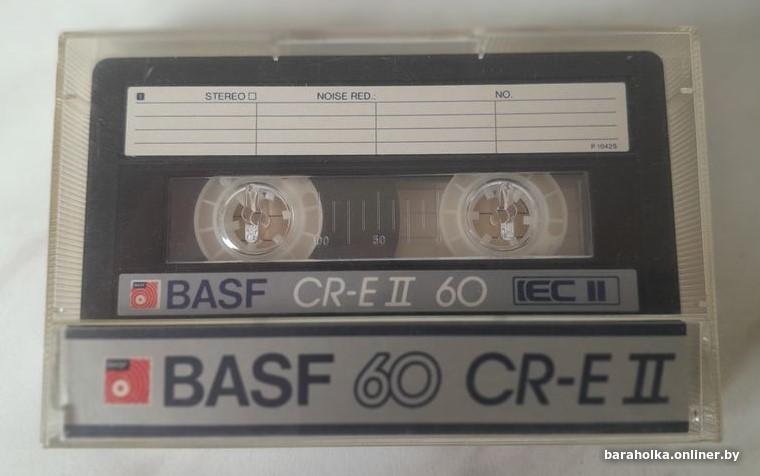 STEREO NOISE RED.: NO.
P 1042S
100 50
BASF CR-E II 60 IEC II
BASF 60 CR-E II
baraholka.onliner.by